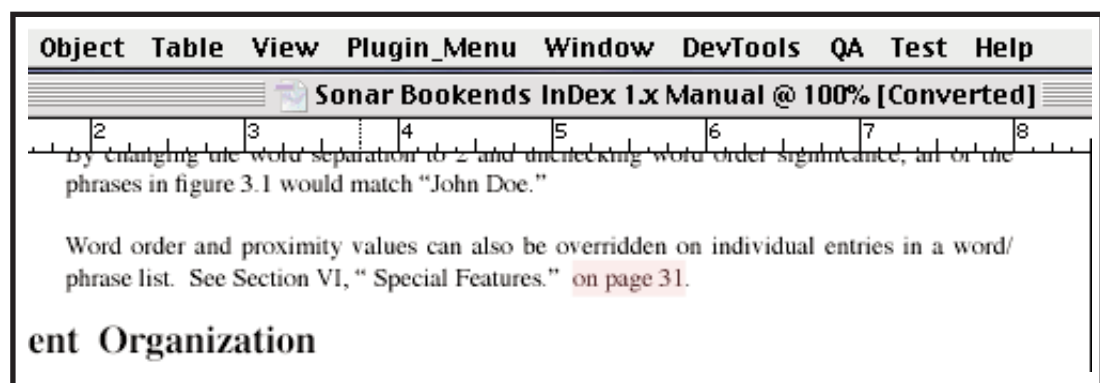 Object Table View Plugin_Menu Window DevTools QA Test Help
Sonar Bookends InDex 1.x Manual @ 100% [Converted]
2 3 4 5 6 7 8
By changing the word separation to 2 and unchecking word order significance, all of the
phrases in figure 3.1 would match “John Doe.”
Word order and proximity values can also be overridden on individual entries in a word/
phrase list. See Section VI, “ Special Features.” on page 31.
ent Organization